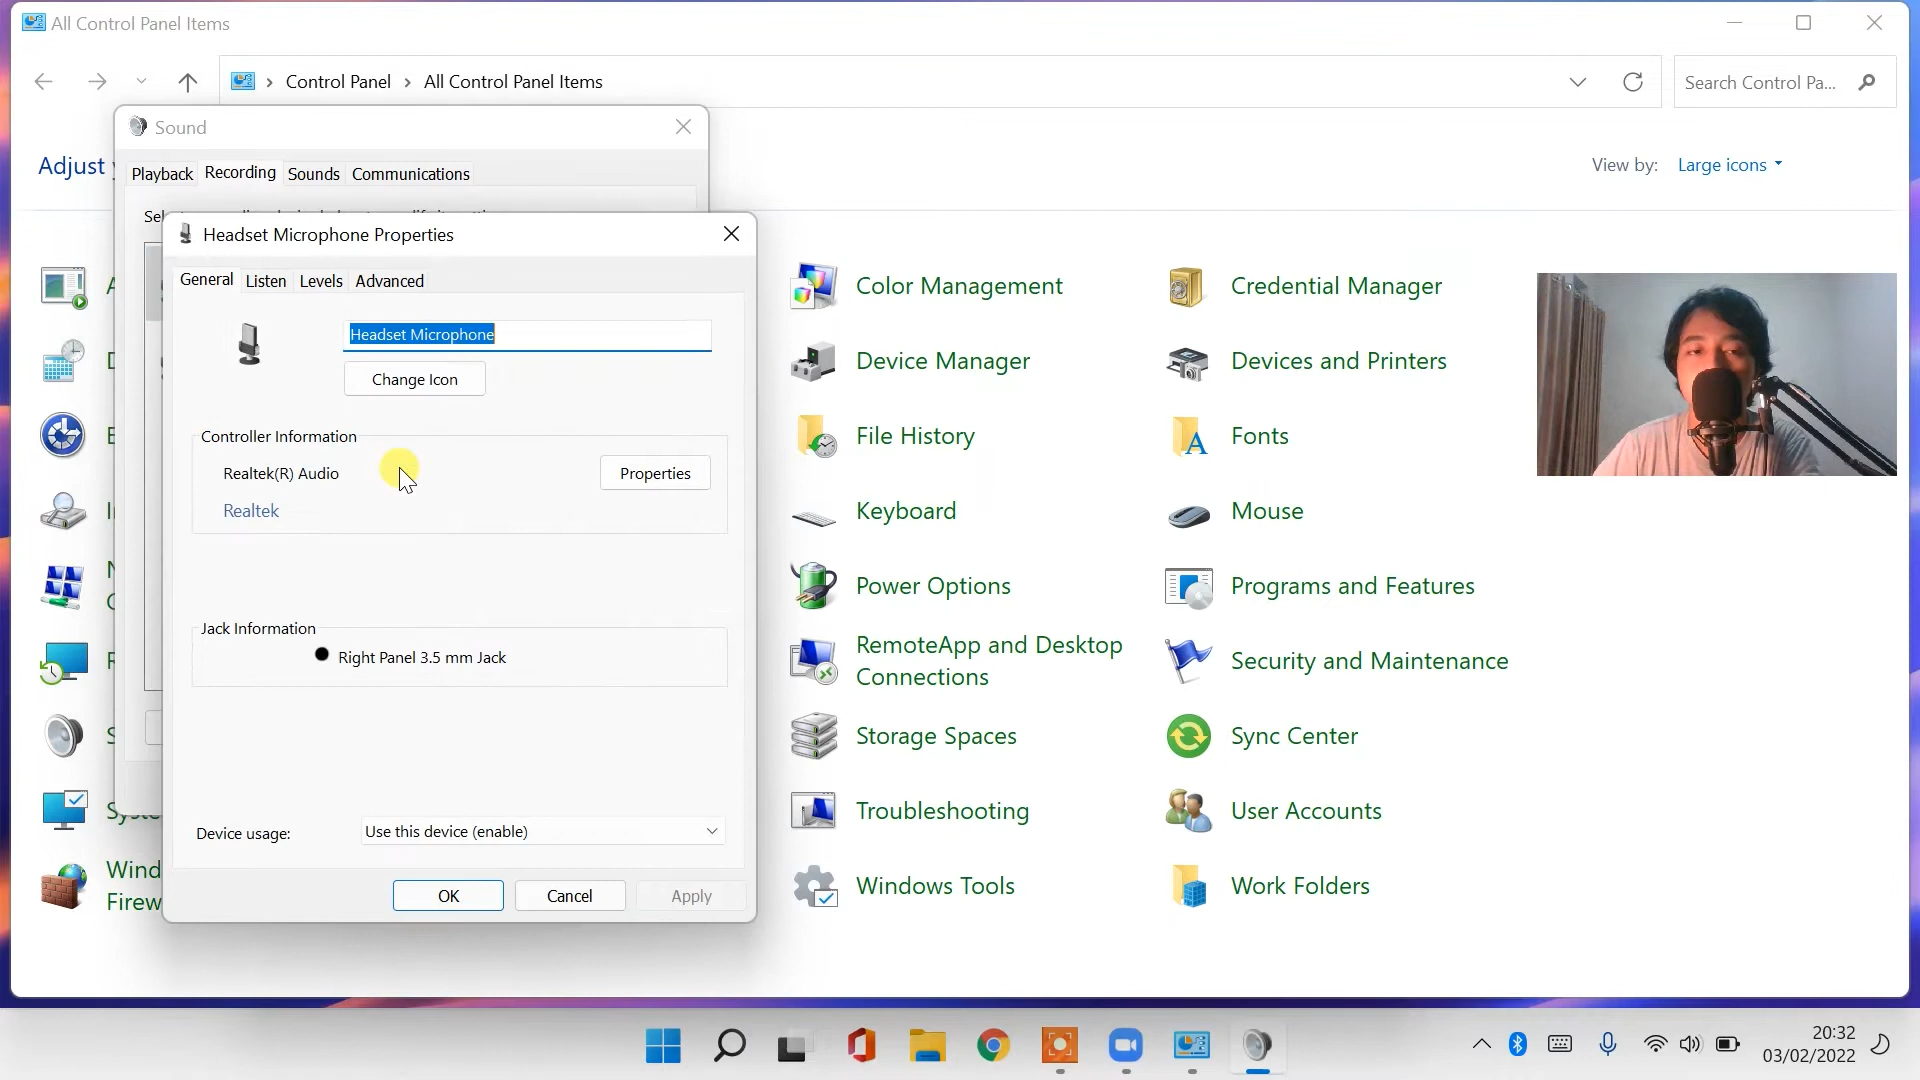 All Control Panel Items
Control Panel › All Control Panel Items
Search Control Pa...
Sound
Adjust
Playback Recording Sounds Communications
View by: Large icons
Headset Microphone Properties
General Listen Levels Advanced
Headset Microphone
Change Icon
Controller Information
Realtek(R) Audio
Properties
Realtek
Jack Information
Right Panel 3.5 mm Jack
Device usage:
Use this device (enable)
OK
Cancel
Apply
Color Management
Credential Manager
Device Manager
Devices and Printers
File History
Fonts
Keyboard
Mouse
Power Options
Programs and Features
RemoteApp and Desktop
Connections
Security and Maintenance
Storage Spaces
Sync Center
Troubleshooting
User Accounts
Wind
Firew
Windows Tools
Work Folders
20:32
03/02/2022